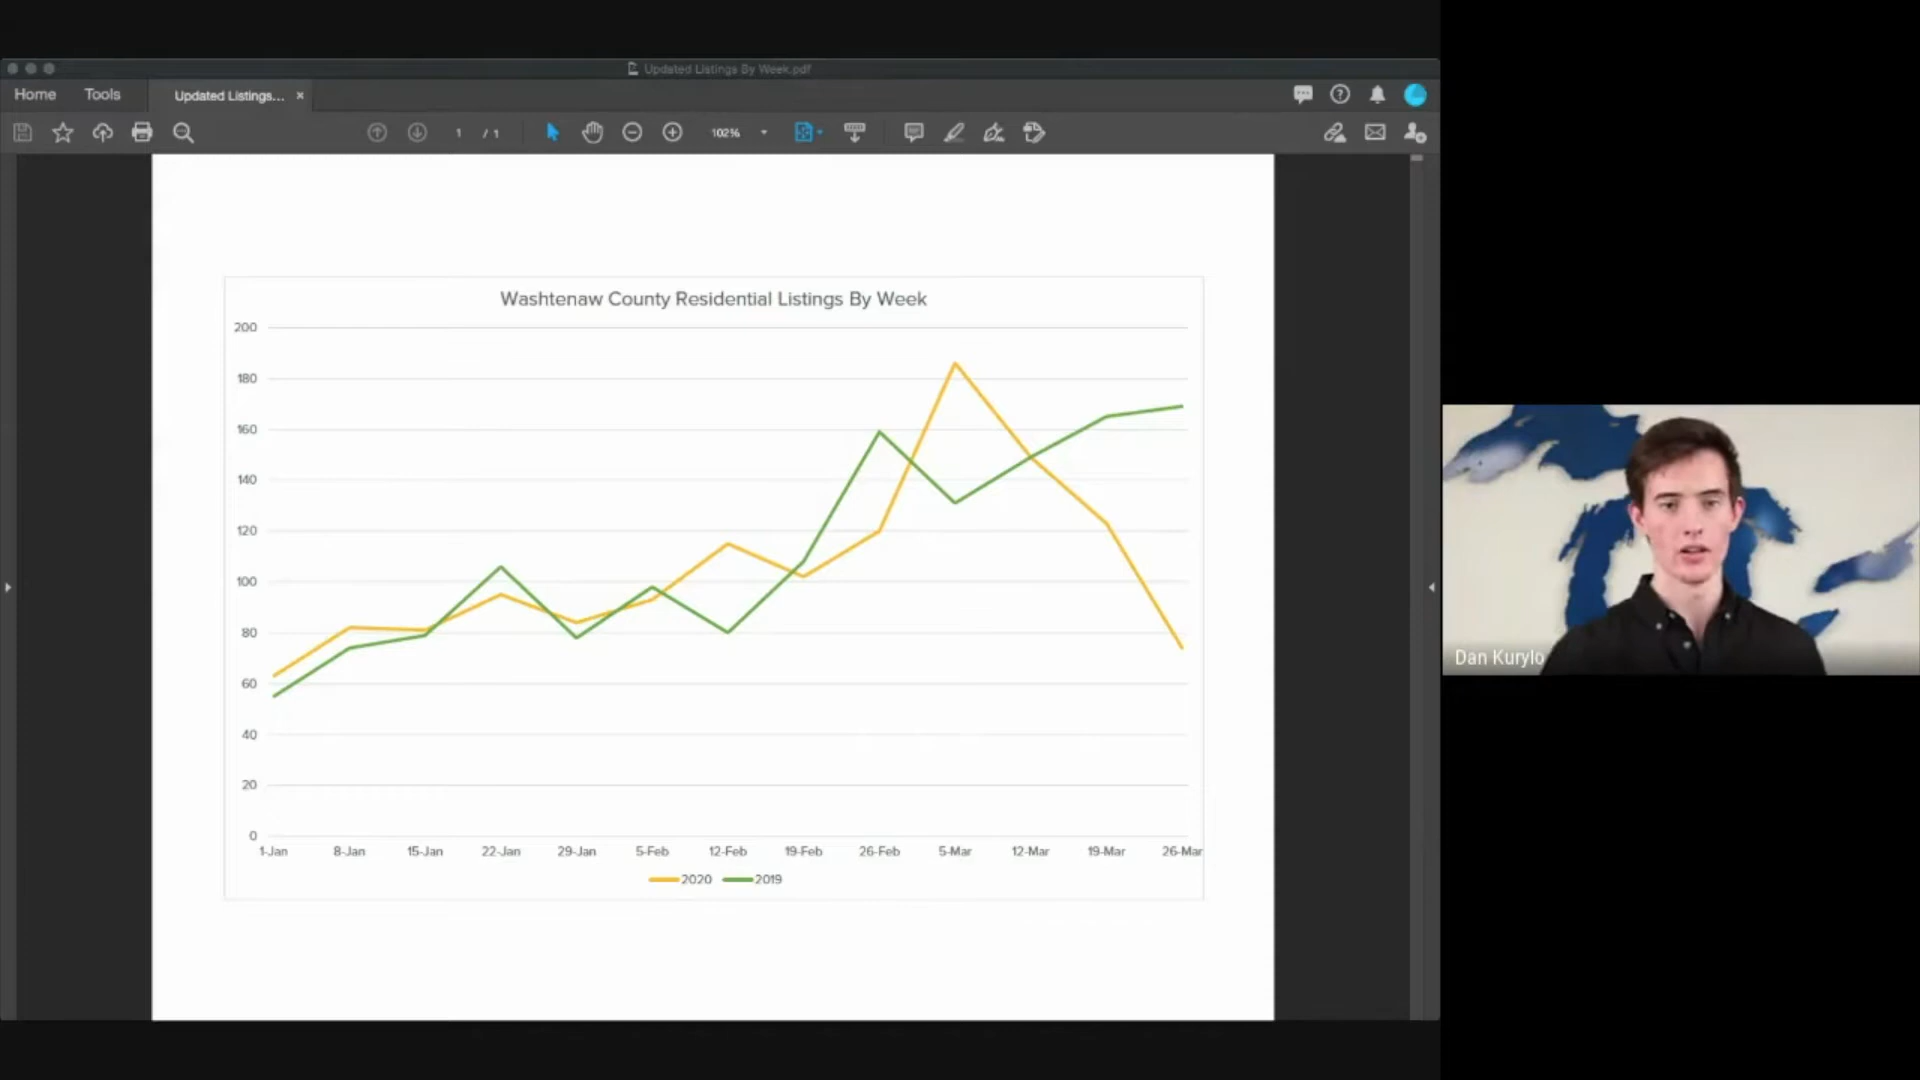 Updated Listings By Week.pdf
Home Tools Updated Listings... ×
1 / 1 102%
Washtenaw County Residential Listings By Week
200
180
160
140
120
100
80
60
40
20
0
1-Jan 8-Jan 15-Jan 22-Jan 29-Jan 5-Feb 12-Feb 19-Feb 26-Feb 5-Mar 12-Mar 19-Mar 26-Mar
2020 2019
Dan Kurylo